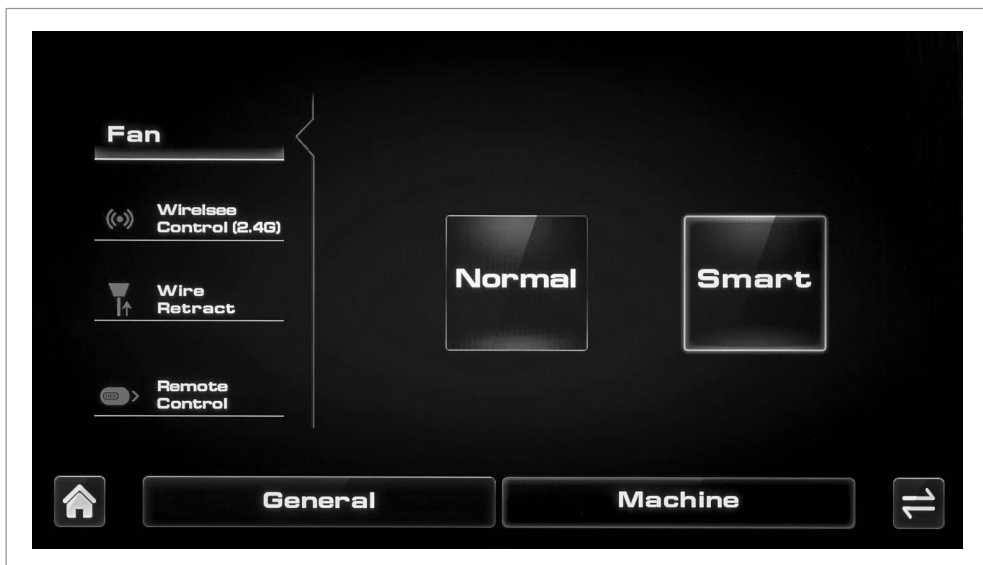 Fan
Wirelsee
Control (2.4G)
Wire
Retract
Remote
Control
Normal
Smart
General
Machine